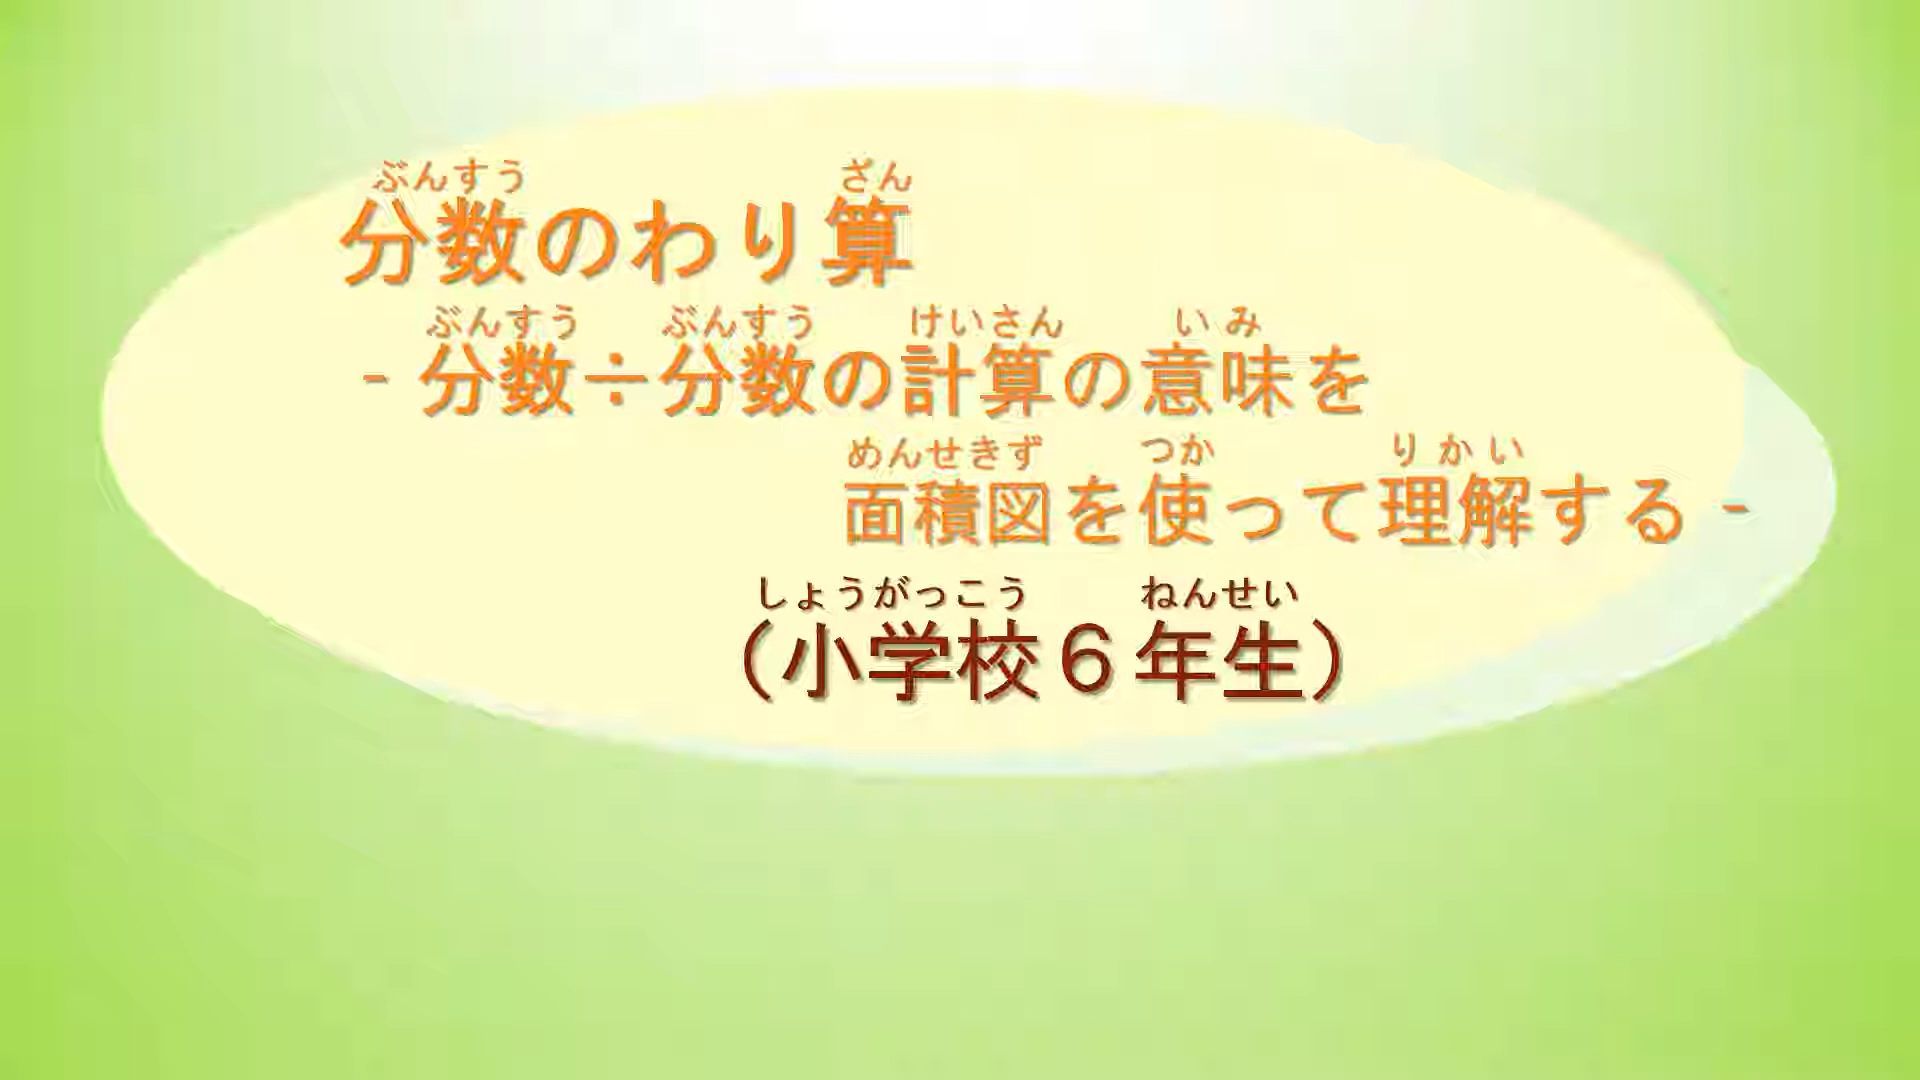 ぶんすう ざん
分数のわり算
ぶんすう ぶんすう けいさん いみ
- 分数÷分数の計算の意味を
めんせきず つか りかい
面積図を使って理解する -
しょうがっこう ねんせい
（小学校６年生）